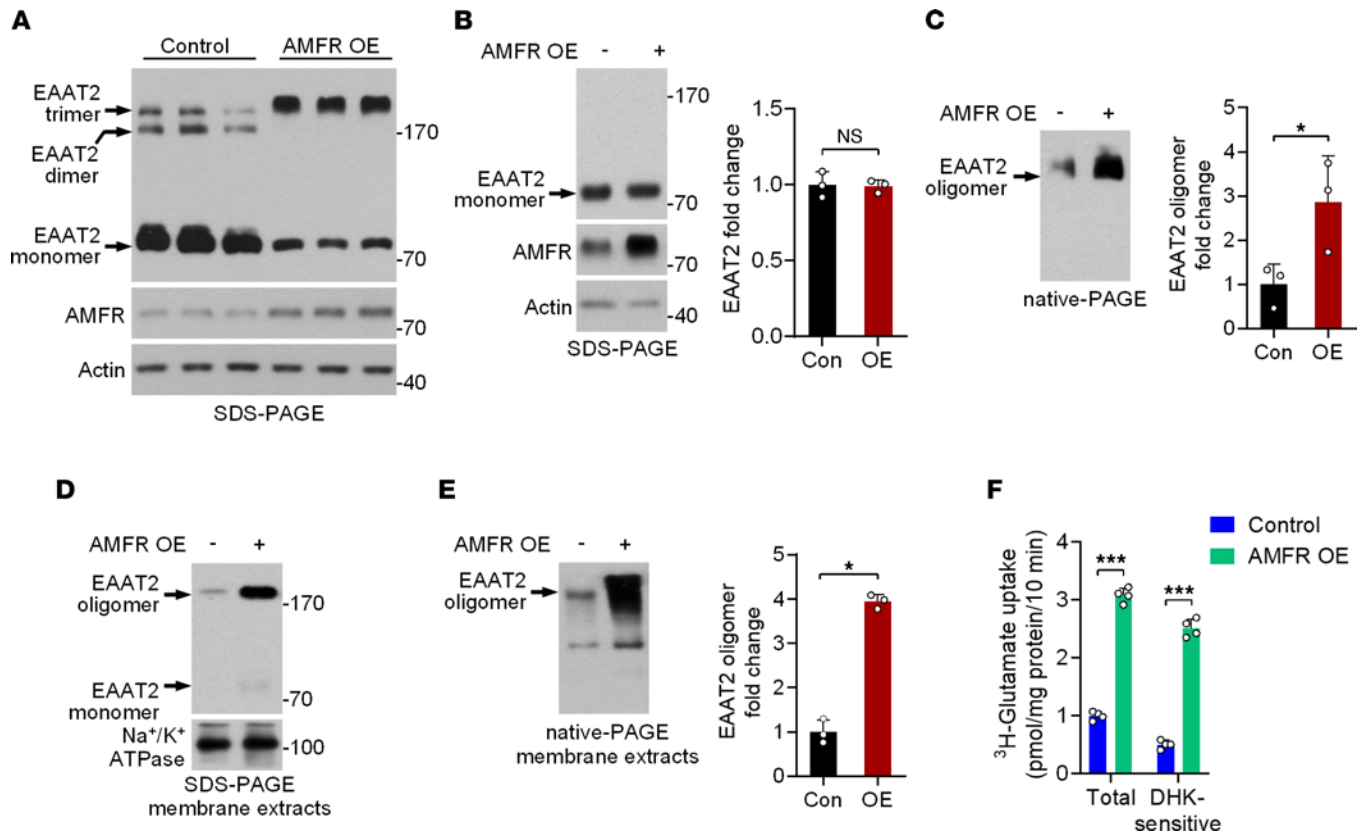 A
Control
AMFR OE
EAAT2
trimer
-170
EAAT2
dimer
EAAT2
monomer
-70
AMFR
-70
Actin
-40
SDS-PAGE
B
AMFR OE - +
-170
EAAT2
monomer
-70
AMFR
-70
Actin
-40
SDS-PAGE
EAAT2 fold change
1.5
1.0
0.5
0.0
NS
Con
OE
C
AMFR OE - +
EAAT2
oligomer
native-PAGE
EAAT2 oligomer
fold change
5
4
3
2
1
0
*
Con
OE
D
AMFR OE - +
EAAT2
oligomer
-170
EAAT2
monomer
-70
Na⁺/K⁺
ATPase
-100
SDS-PAGE
membrane extracts
E
AMFR OE - +
EAAT2
oligomer
native-PAGE
membrane extracts
EAAT2 oligomer
fold change
5
4
3
2
1
0
*
Con
OE
F
Control
AMFR OE
³H-Glutamate uptake
(pmol/mg protein/10 min)
4
3
2
1
0
***
***
Total
DHK-
sensitive